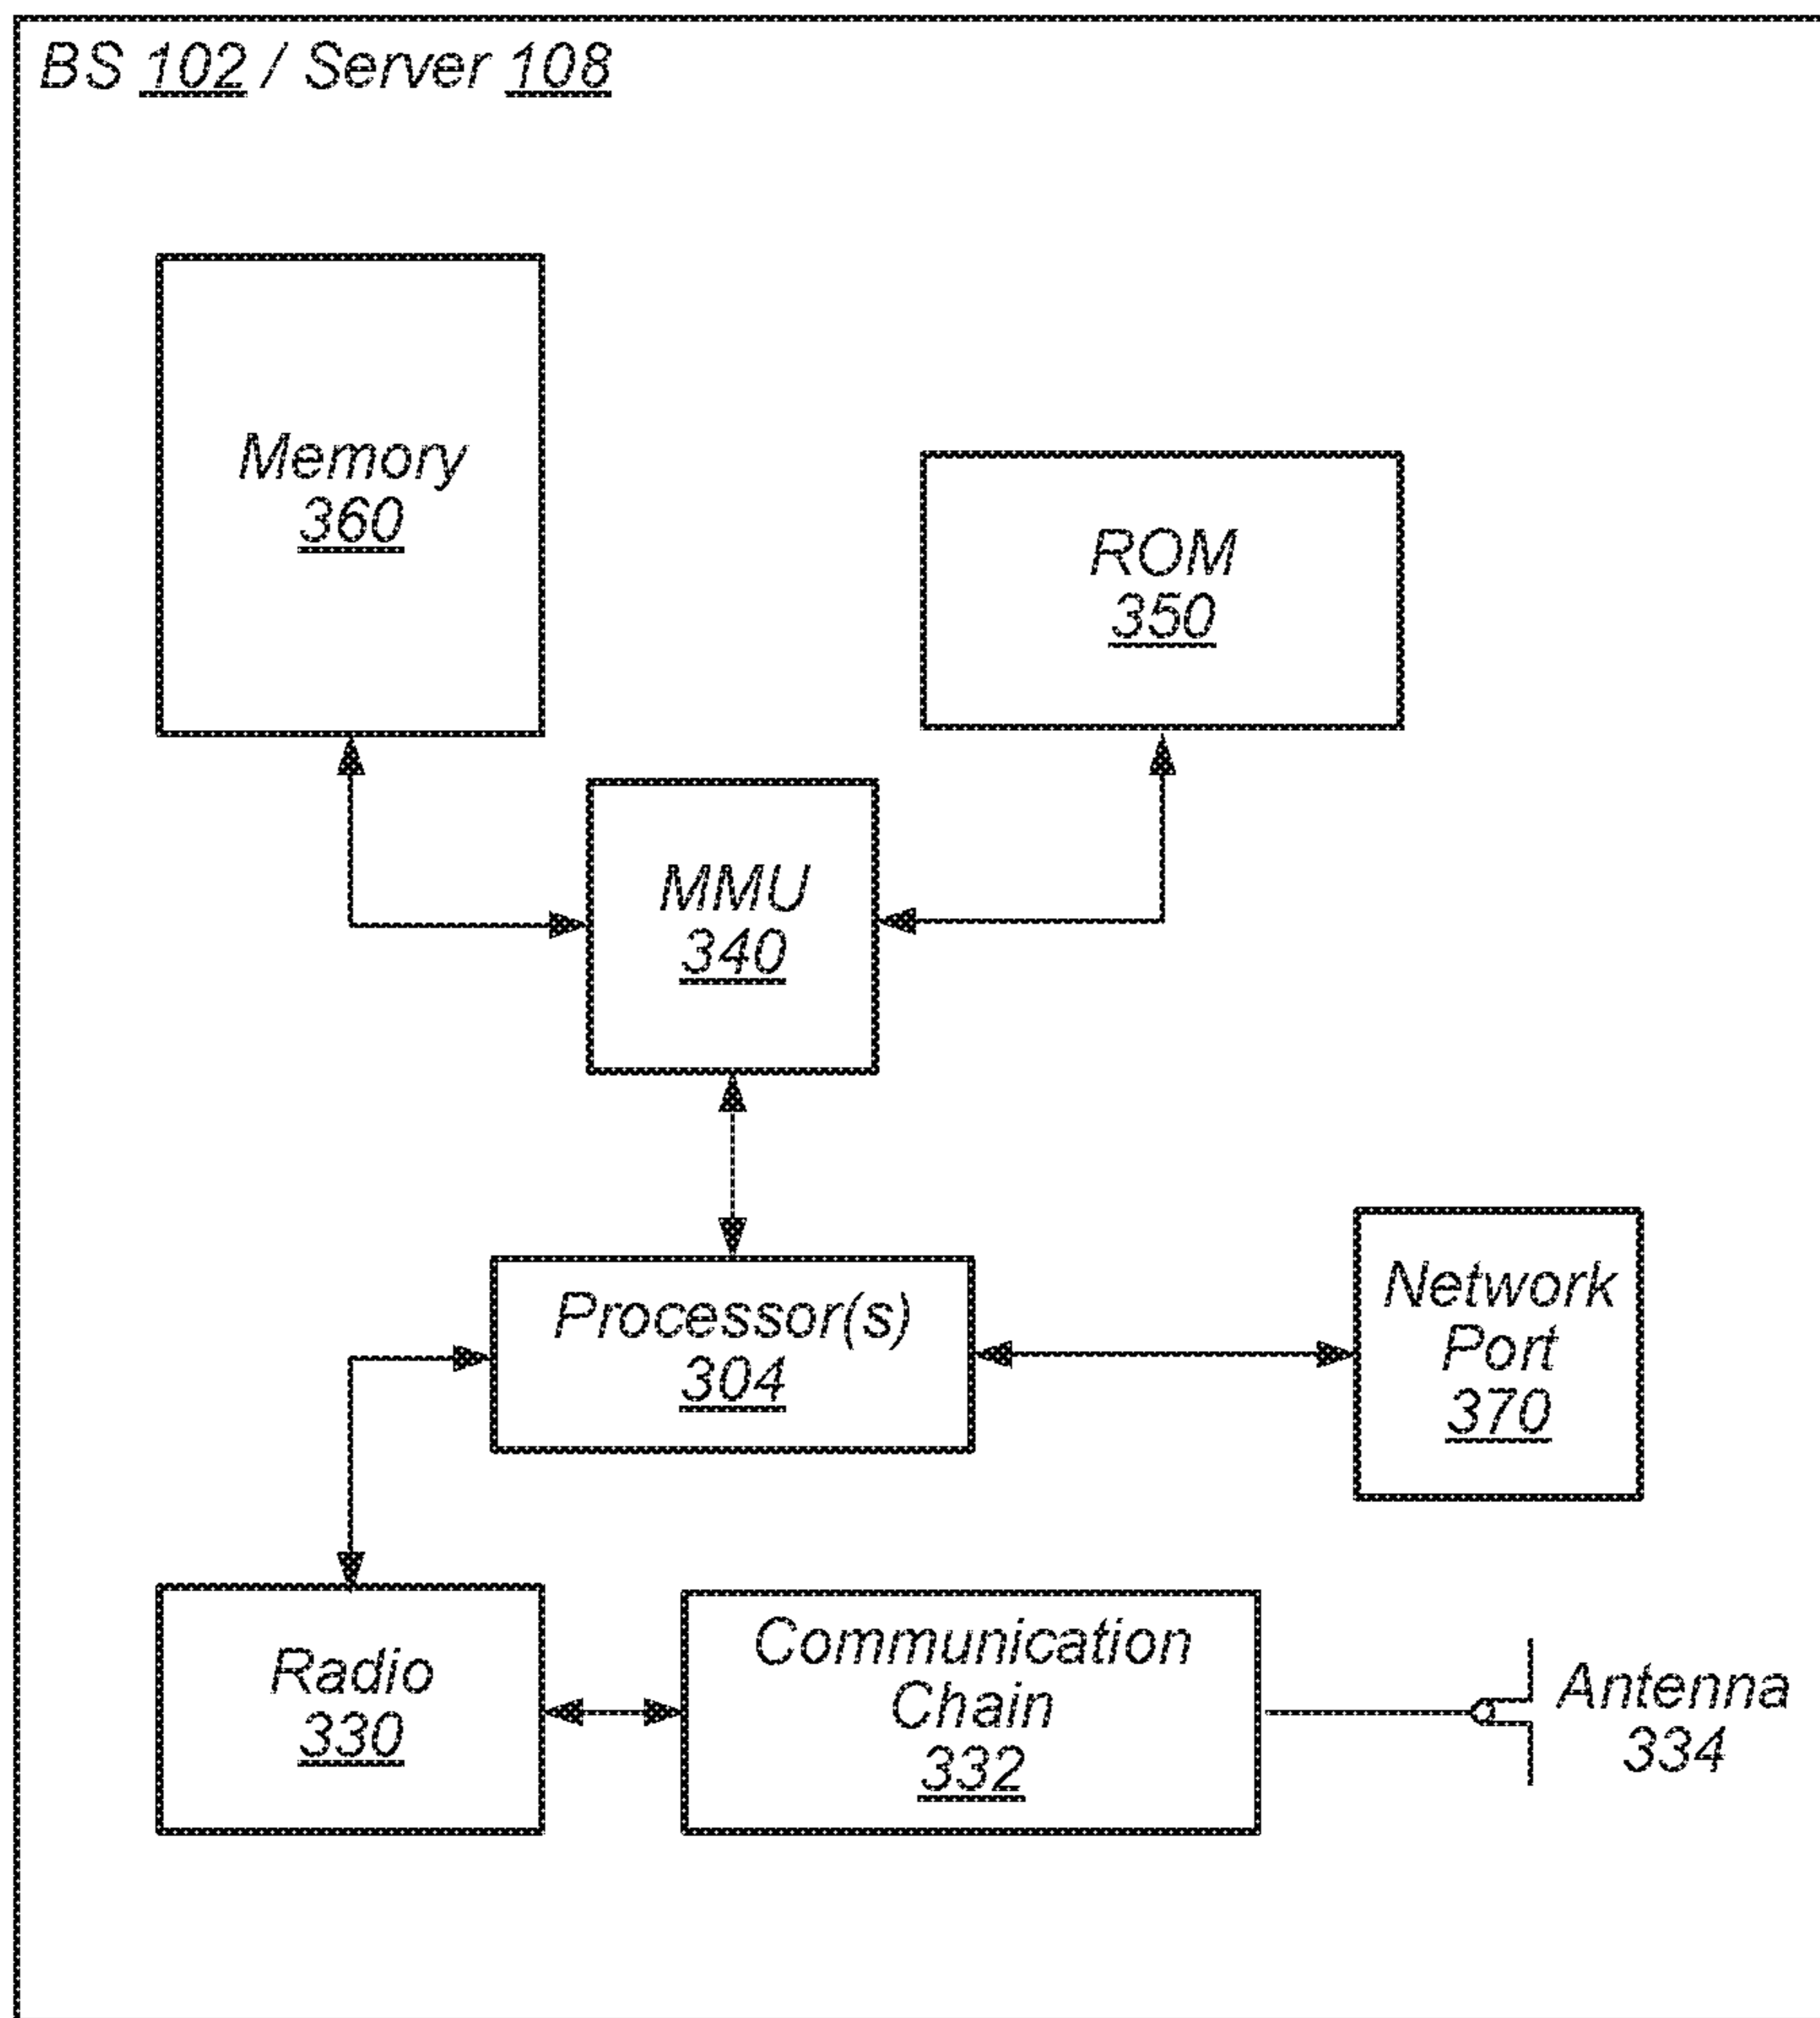 BS 102 / Server 108
Memory
360
ROM
350
MMU
340
Processor(s)
304
Network
Port
370
Radio
330
Communication
Chain
332
Antenna
334